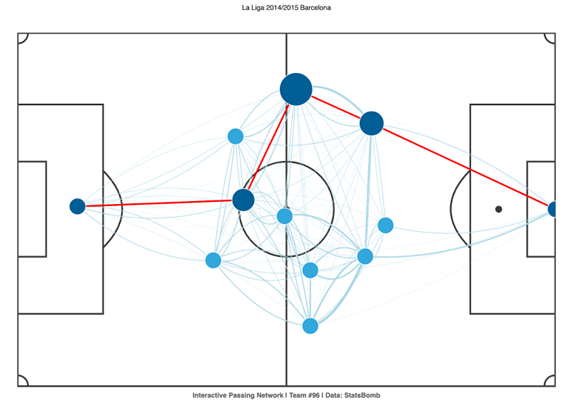 La Liga 2014/2015 Barcelona
Interactive Passing Network | Team #96 | Data: StatsBomb